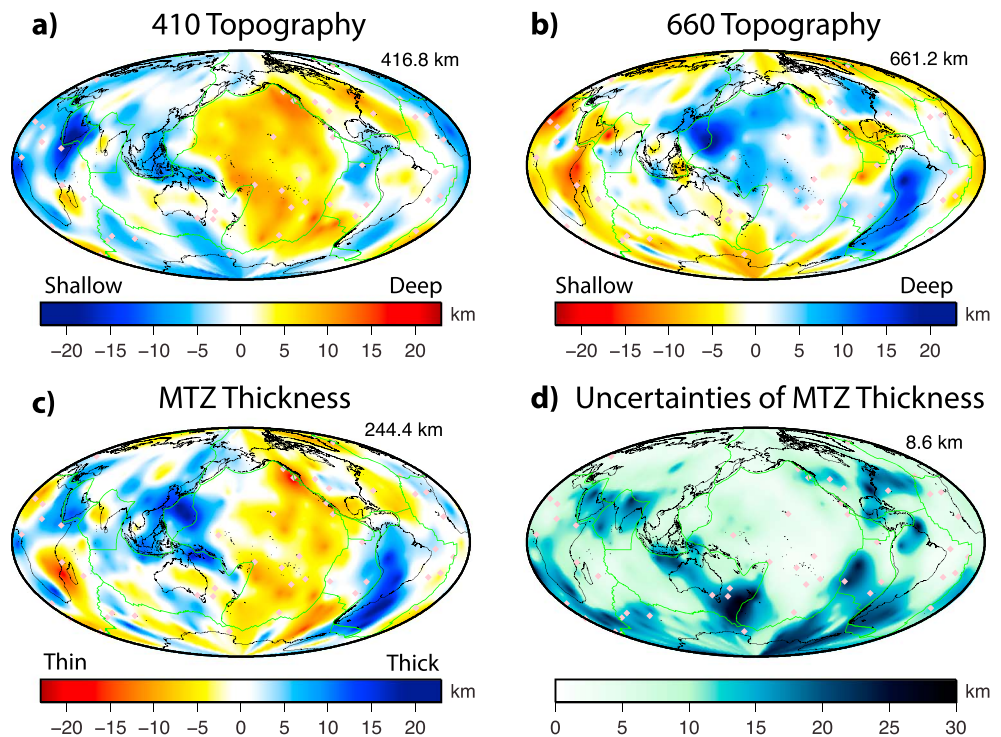 a) 410 Topography
416.8 km
Shallow Deep
km
−20 −15 −10 −5 0 5 10 15 20
b) 660 Topography
661.2 km
Shallow Deep
km
−20 −15 −10 −5 0 5 10 15 20
c) MTZ Thickness
244.4 km
Thin Thick
km
−20 −15 −10 −5 0 5 10 15 20
d) Uncertainties of MTZ Thickness
8.6 km
km
0 5 10 15 20 25 30